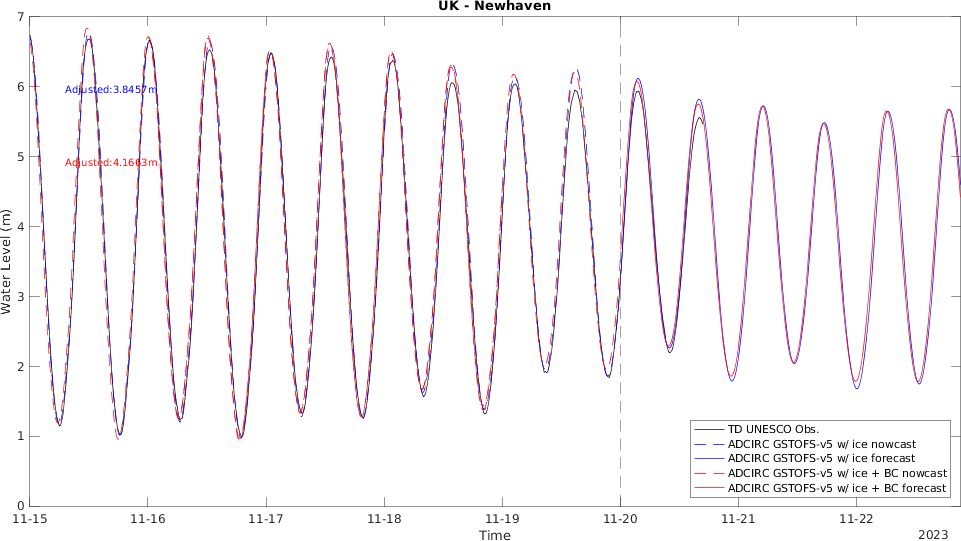 UK - Newhaven
7
6
5
4
3
2
1
0
Water Level (m)
Adjusted:3.8457m
Adjusted:4.1663m
TD UNESCO Obs.
ADCIRC GSTOFS-v5 w/ ice nowcast
ADCIRC GSTOFS-v5 w/ ice forecast
ADCIRC GSTOFS-v5 w/ ice + BC nowcast
ADCIRC GSTOFS-v5 w/ ice + BC forecast
11-15 11-16 11-17 11-18 11-19 11-20 11-21 11-22
Time
2023